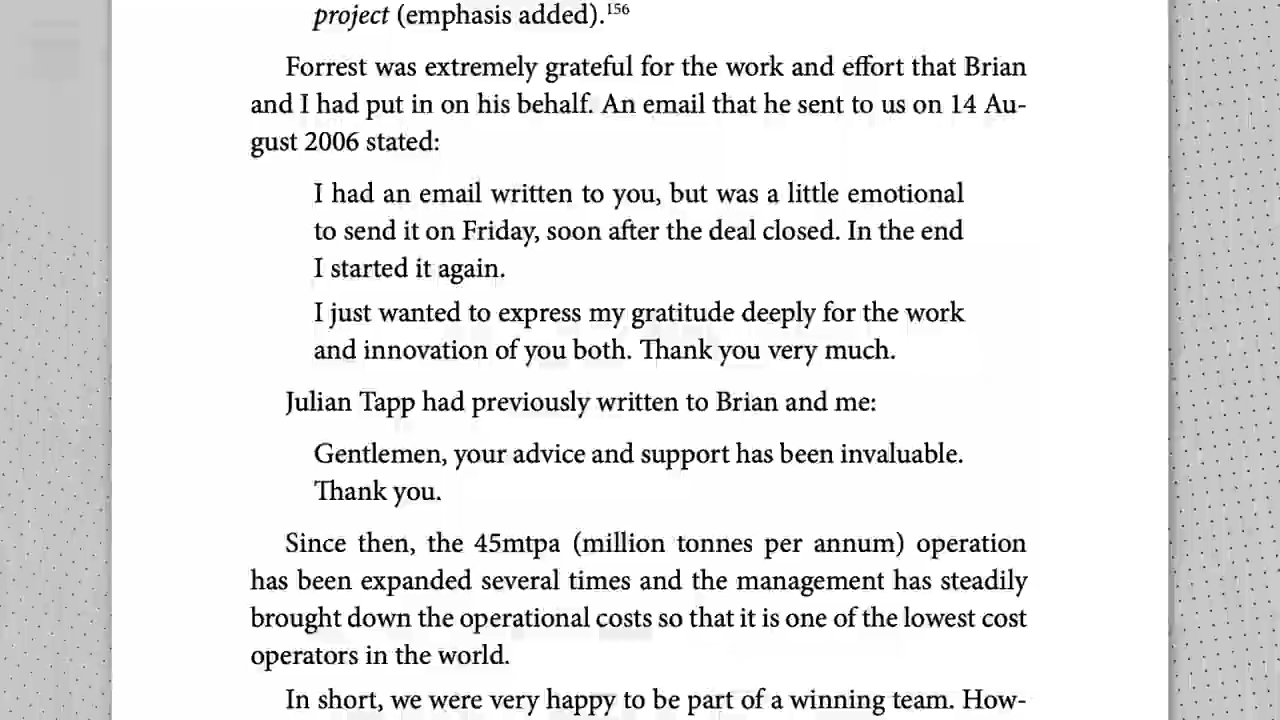 project (emphasis added).156
Forrest was extremely grateful for the work and effort that Brian
and I had put in on his behalf. An email that he sent to us on 14 Au-
gust 2006 stated:
I had an email written to you, but was a little emotional
to send it on Friday, soon after the deal closed. In the end
I started it again.
I just wanted to express my gratitude deeply for the work
and innovation of you both. Thank you very much.
Julian Tapp had previously written to Brian and me:
Gentlemen, your advice and support has been invaluable.
Thank you.
Since then, the 45mtpa (million tonnes per annum) operation
has been expanded several times and the management has steadily
brought down the operational costs so that it is one of the lowest cost
operators in the world.
In short, we were very happy to be part of a winning team. How-